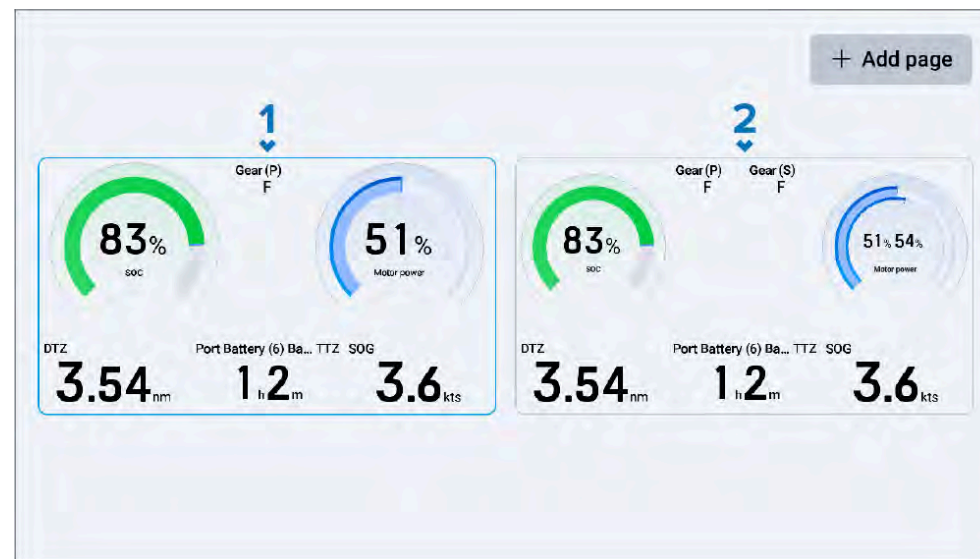 + Add page
1
Gear (P)
F
83%
SOC
51%
Motor power
DTZ
3.54nm
Port Battery (6) Ba... TTZ
1h2m
SOG
3.6kts
2
Gear (P) Gear (S)
F F
83%
SOC
51% 54%
Motor power
DTZ
3.54nm
Port Battery (6) Ba... TTZ
1h2m
SOG
3.6kts